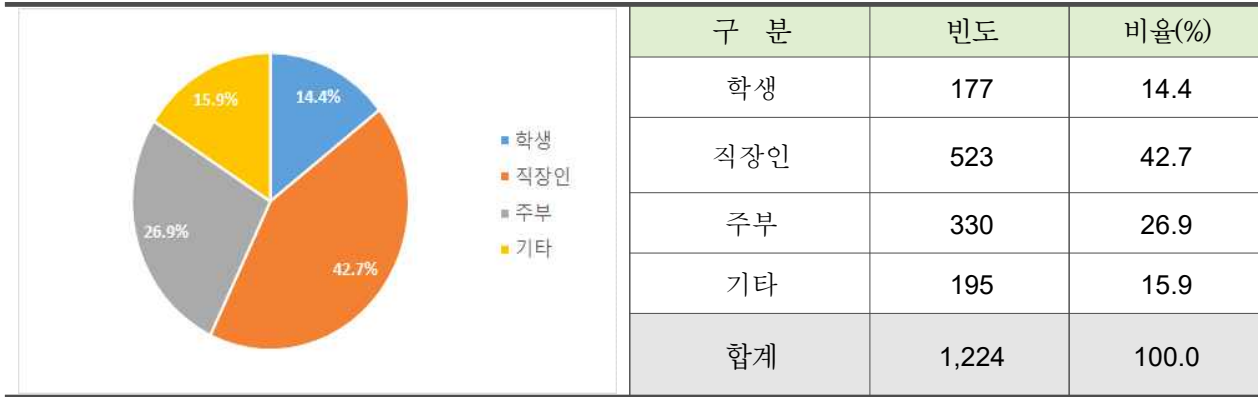 15.9%
14.4%
26.9%
42.7%
학생
직장인
주부
기타
구 분 빈도 비율(%)
학생 177 14.4
직장인 523 42.7
주부 330 26.9
기타 195 15.9
합계 1,224 100.0